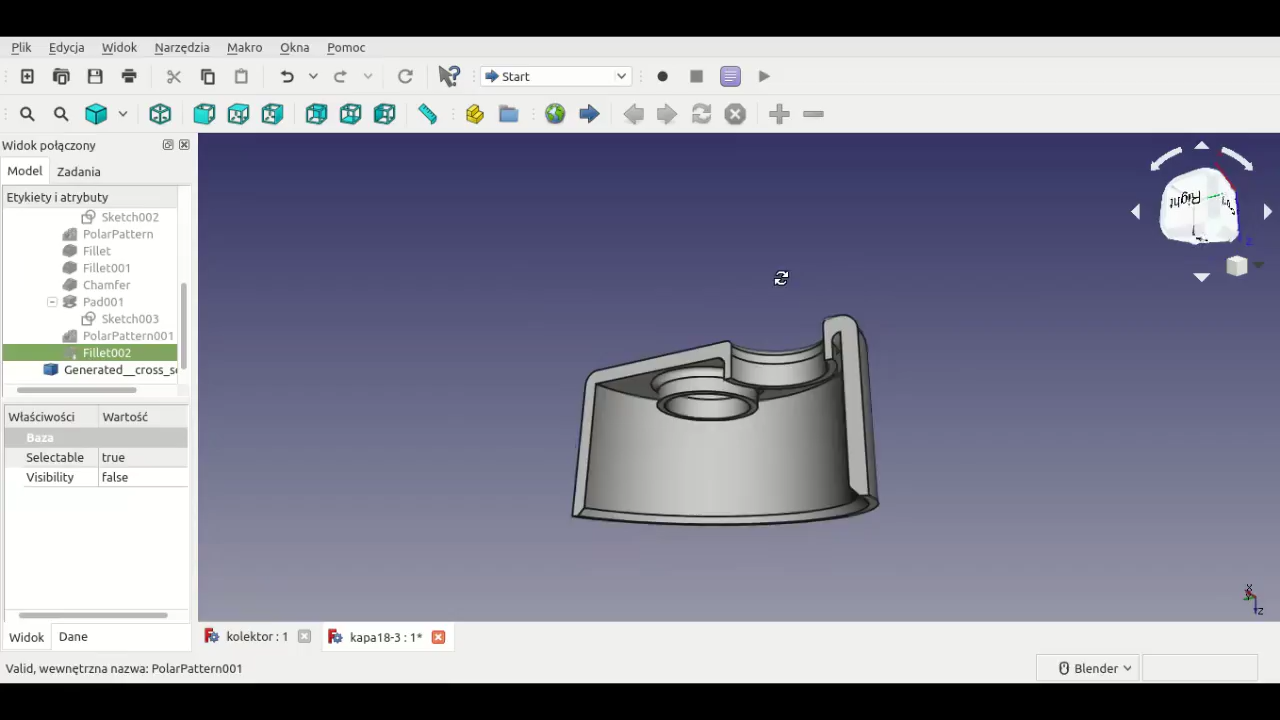 Plik Edycja Widok Narzędzia Makro Okna Pomoc
Start
Widok połączony
Model Zadania
Etykiety i atrybuty
Sketch002
PolarPattern
Fillet
Fillet001
Chamfer
Pad001
Sketch003
PolarPattern001
Fillet002
Generated__cross_se
Właściwości Wartość
Baza
Selectable true
Visibility false
Widok Dane
kolektor : 1
kapa18-3 : 1*
Valid, wewnętrzna nazwa: PolarPattern001
Blender
Right
Z
X
Z